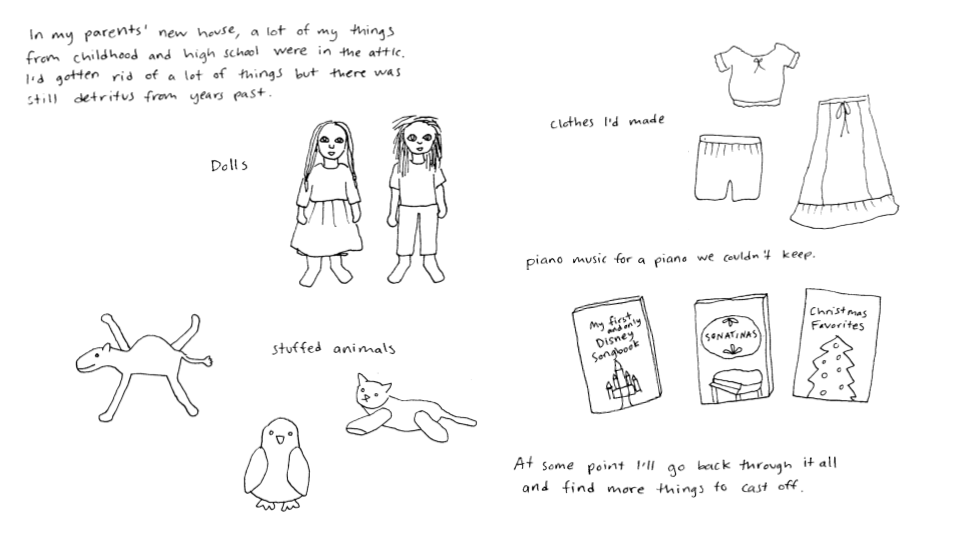 In my parents' new house, a lot of my things
from childhood and high school were in the attic.
I'd gotten rid of a lot of things but there was
still detritus from years past.
Dolls
stuffed animals
clothes I'd made
piano music for a piano we couldn't keep.
My first
and only
Disney
Songbook
SONATINAS
Christmas
Favorites
At some point I'll go back through it all
and find more things to cast off.